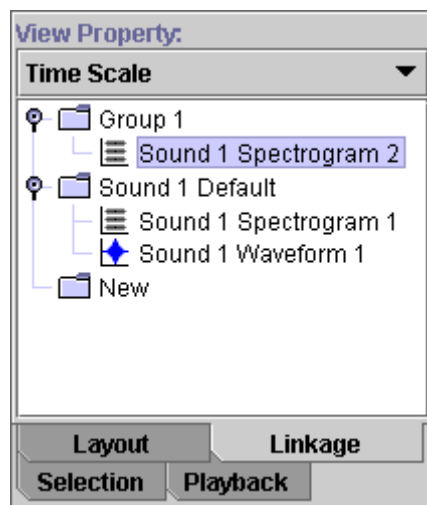 View Property:
Time Scale
Group 1
Sound 1 Spectrogram 2
Sound 1 Default
Sound 1 Spectrogram 1
Sound 1 Waveform 1
New
Layout Linkage
Selection Playback